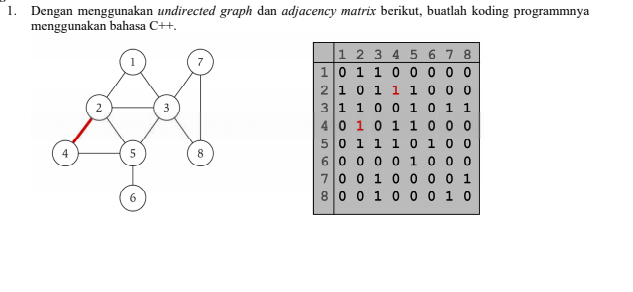 1. Dengan menggunakan undirected graph dan adjacency matrix berikut, buatlah koding programmnya
menggunakan bahasa C++.
1
7
2
3
4
5
8
6
1 2 3 4 5 6 7 8
1 0 1 1 0 0 0 0 0
2 1 0 1 1 1 0 0 0
3 1 1 0 0 1 0 1 1
4 0 1 0 1 1 0 0 0
5 0 1 1 1 0 1 0 0
6 0 0 0 0 1 0 0 0
7 0 0 1 0 0 0 0 1
8 0 0 1 0 0 0 1 0